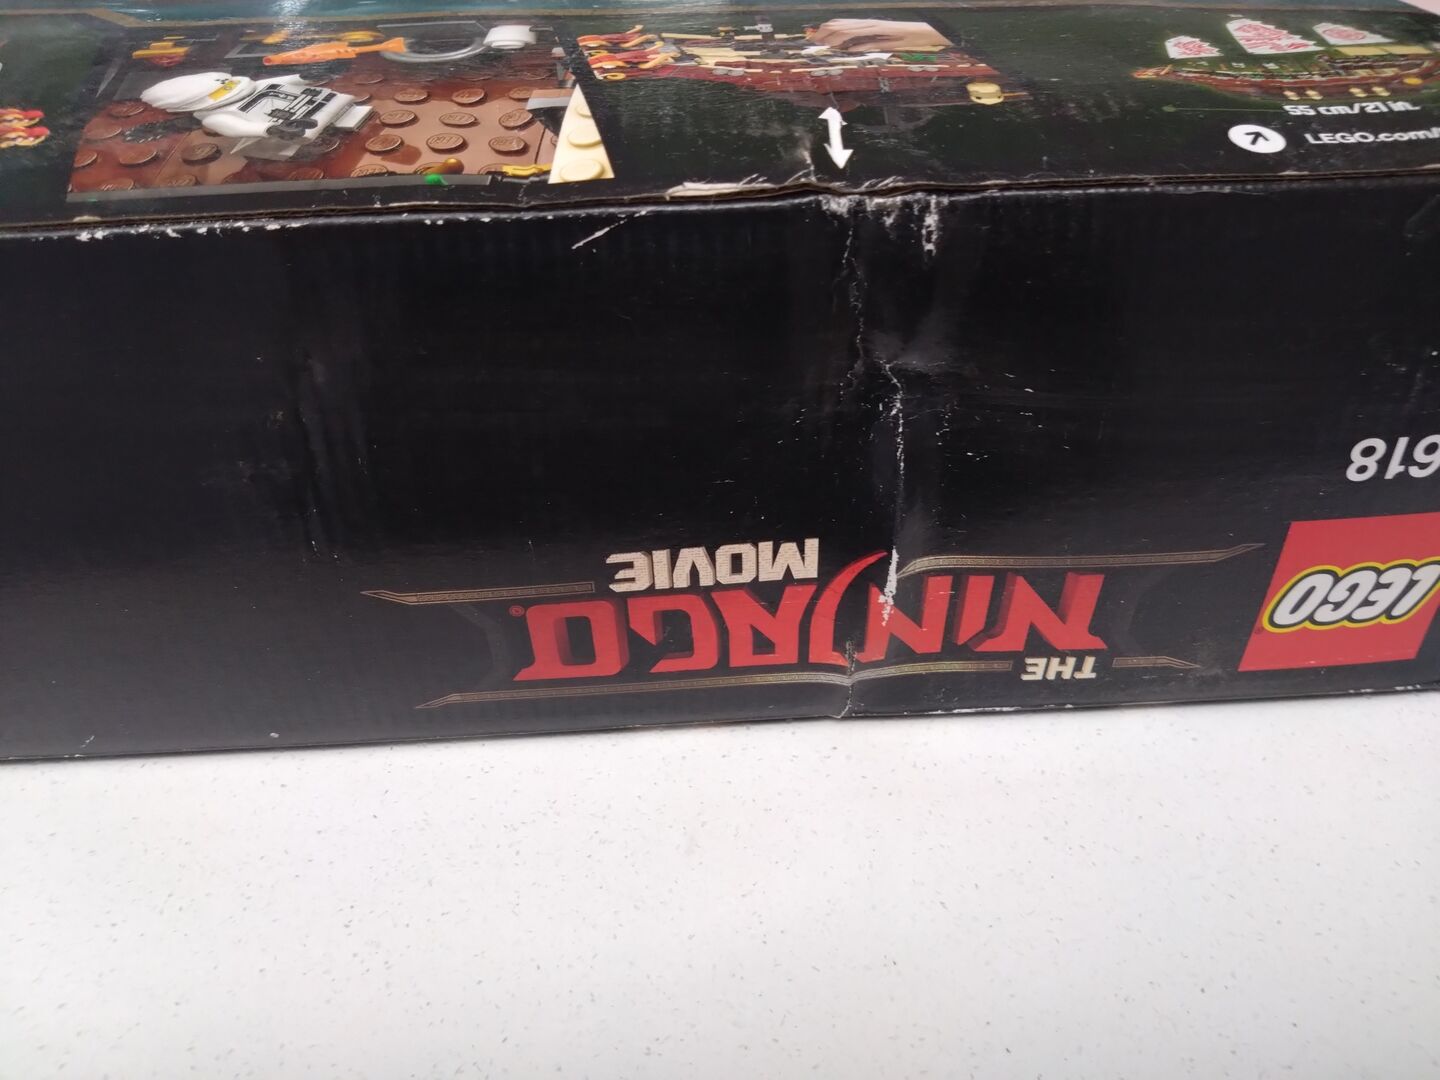 55 cm/21 in.
LEGO.com/
618
LEGO
THE
NINJAGO
MOVIE